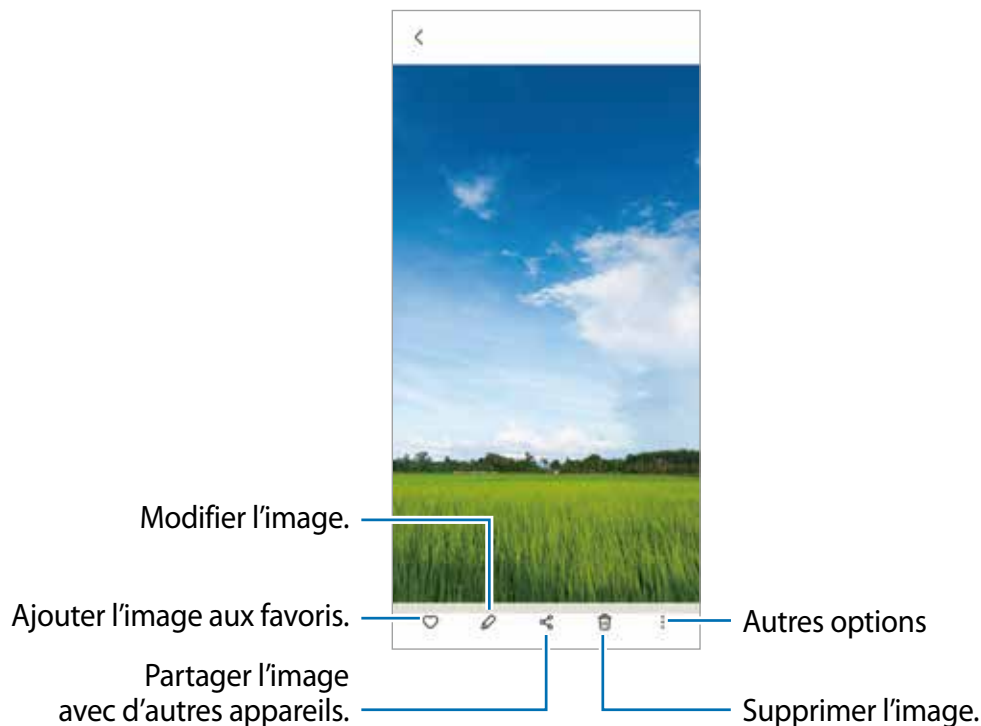 Modifier l’image.
Ajouter l’image aux favoris.
Partager l’image
avec d’autres appareils.
Autres options
Supprimer l’image.